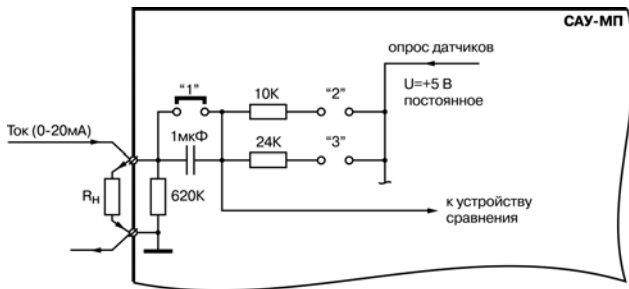 САУ-МП
опрос датчиков
U=+5 В
постоянное
"1"
10К
"2"
Ток (0-20мА)
1мкФ
24К
"3"
Rн
620К
к устройству
сравнения